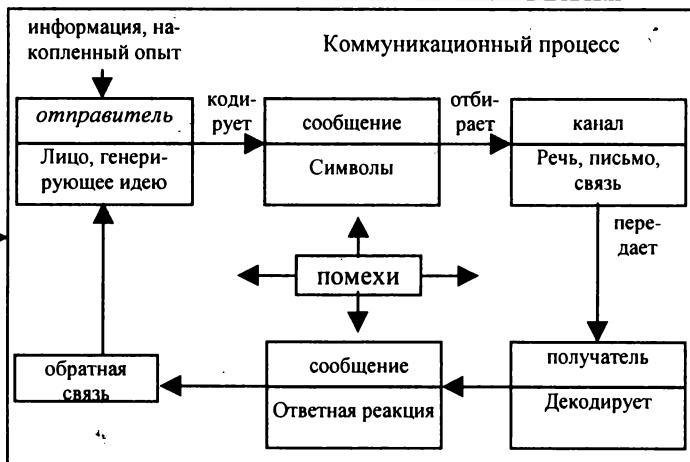 информация, на-
копленный опыт
Коммуникационный процесс
отправитель
Лицо, генери-
рующее идею
коди-
рует
сообщение
Символы
отби-
рает
канал
Речь, письмо,
связь
пере-
дает
помехи
обратная
связь
сообщение
Ответная реакция
получатель
Декодирует